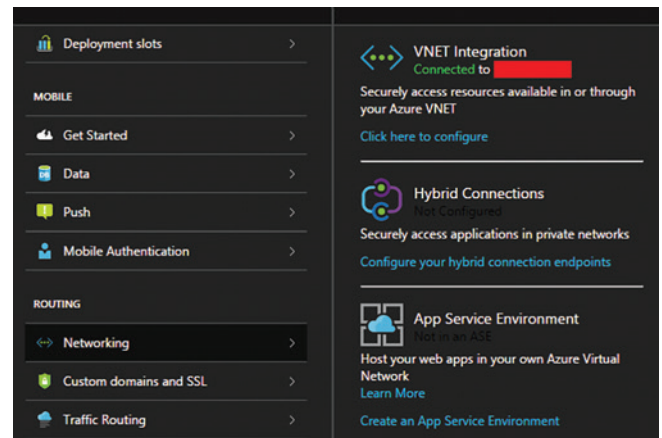 Deployment slots
MOBILE
Get Started
Data
Push
Mobile Authentication
ROUTING
Networking
Custom domains and SSL
Traffic Routing
VNET Integration
Connected to
Securely access resources available in or through
your Azure VNET
Click here to configure
Hybrid Connections
Not Configured
Securely access applications in private networks
Configure your hybrid connection endpoints
App Service Environment
Not in an ASE
Host your web apps in your own Azure Virtual
Network
Learn More
Create an App Service Environment